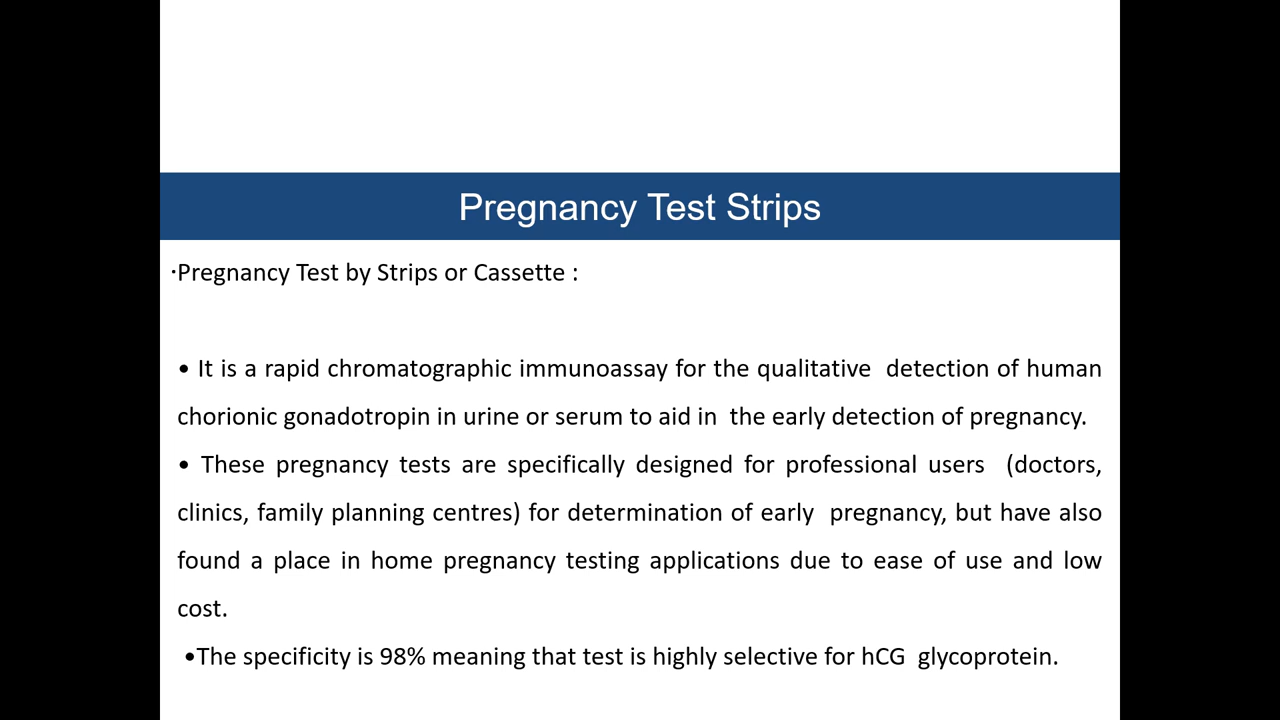 Pregnancy Test Strips
·Pregnancy Test by Strips or Cassette :
• It is a rapid chromatographic immunoassay for the qualitative detection of human
chorionic gonadotropin in urine or serum to aid in the early detection of pregnancy.
• These pregnancy tests are specifically designed for professional users (doctors,
clinics, family planning centres) for determination of early pregnancy, but have also
found a place in home pregnancy testing applications due to ease of use and low
cost.
•The specificity is 98% meaning that test is highly selective for hCG glycoprotein.